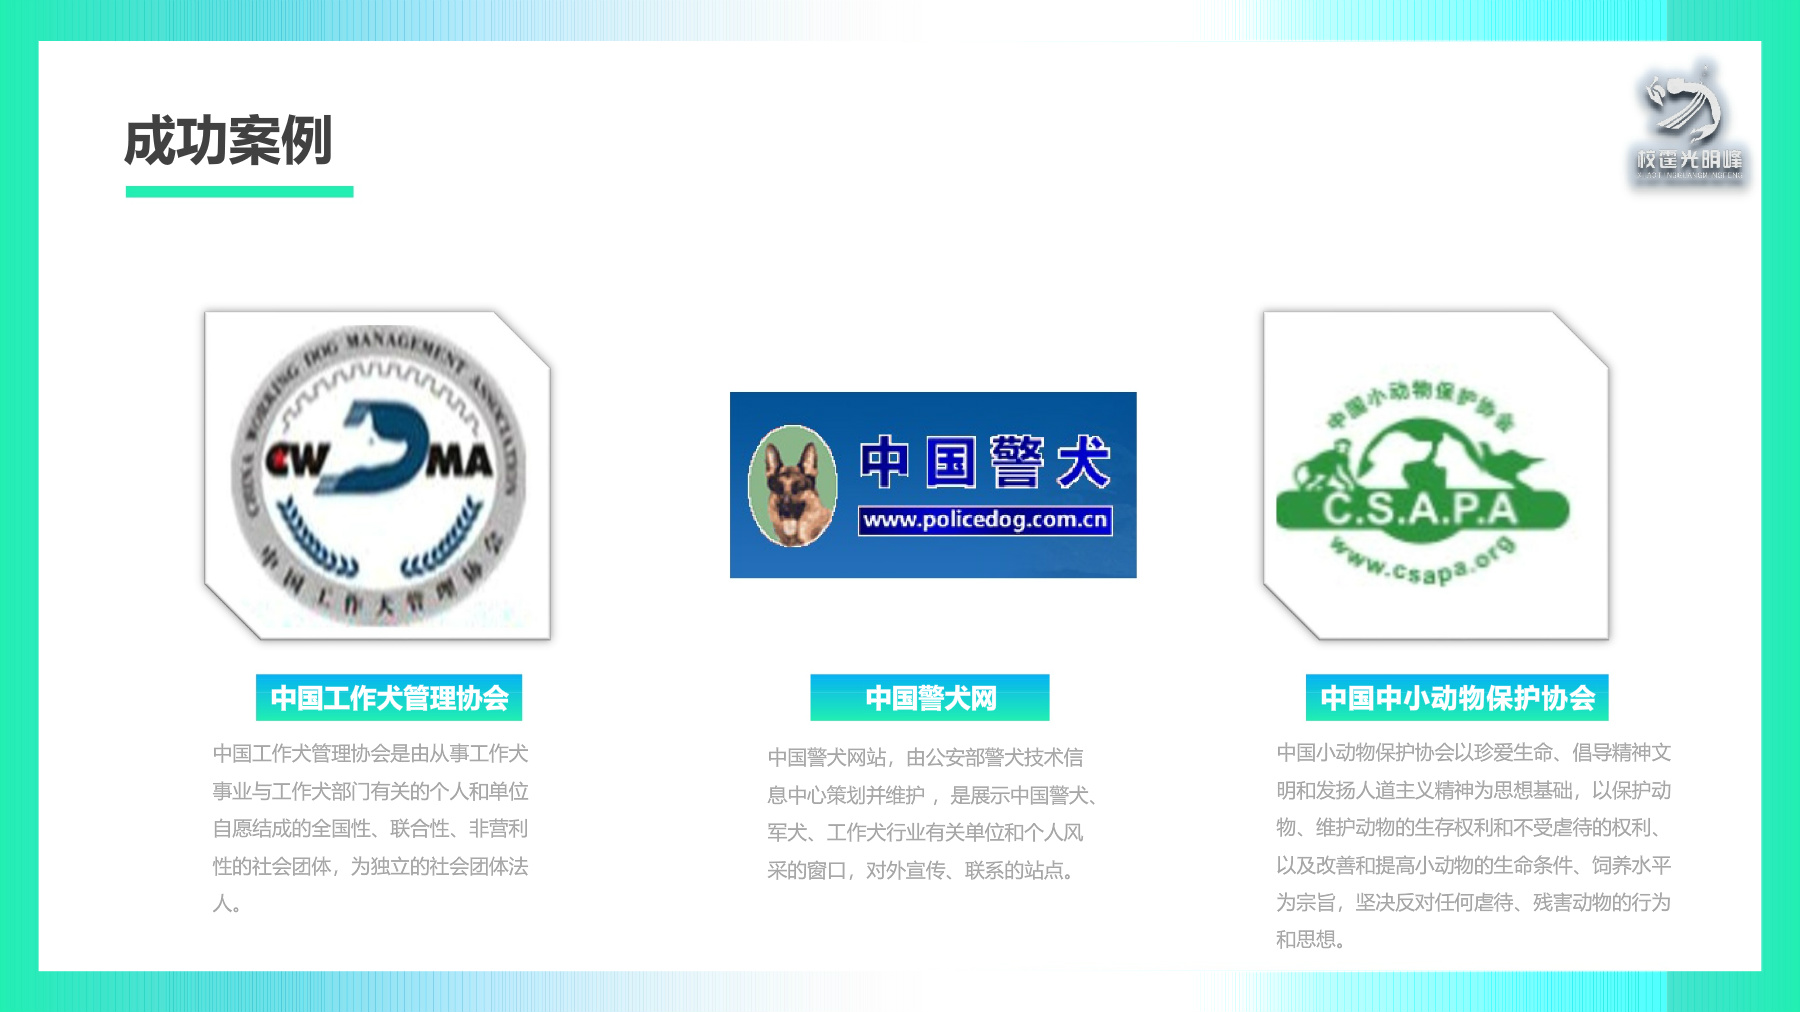 成功案例
校霆光明峰
CHINA WORKING DOG MANAGEMENT ASSOCIATION
CWDMA
中国工作犬管理协会
中国警犬
www.policedog.com.cn
中国小动物保护协会
C.S.A.P.A
www.csapa.org
中国工作犬管理协会
中国工作犬管理协会是由从事工作犬
事业与工作犬部门有关的个人和单位
自愿结成的全国性、联合性、非营利
性的社会团体，为独立的社会团体法
人。
中国警犬网
中国警犬网站，由公安部警犬技术信
息中心策划并维护 ，是展示中国警犬、
军犬、工作犬行业有关单位和个人风
采的窗口，对外宣传、联系的站点。
中国中小动物保护协会
中国小动物保护协会以珍爱生命、倡导精神文
明和发扬人道主义精神为思想基础，以保护动
物、维护动物的生存权利和不受虐待的权利、
以及改善和提高小动物的生命条件、饲养水平
为宗旨，坚决反对任何虐待、残害动物的行为
和思想。